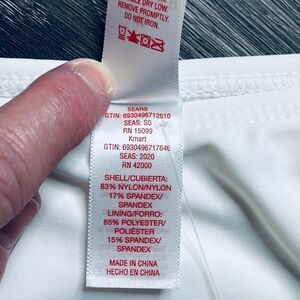 DRY LOW
REMOVE PROMPTLY.
DO NOT IRON.
SEARS
GTIN: 6930496712610
SEAS: S0
RN 15099
Kmart
GTIN: 6930496717646
SEAS: 2020
RN 42000
SHELL/CUBIERTA:
83% NYLON/NYLON
17% SPANDEX/
SPANDEX
LINING/FORRO:
85% POLYESTER/
POLIÉSTER
15% SPANDEX/
SPANDEX
MADE IN CHINA
HECHO EN CHINA